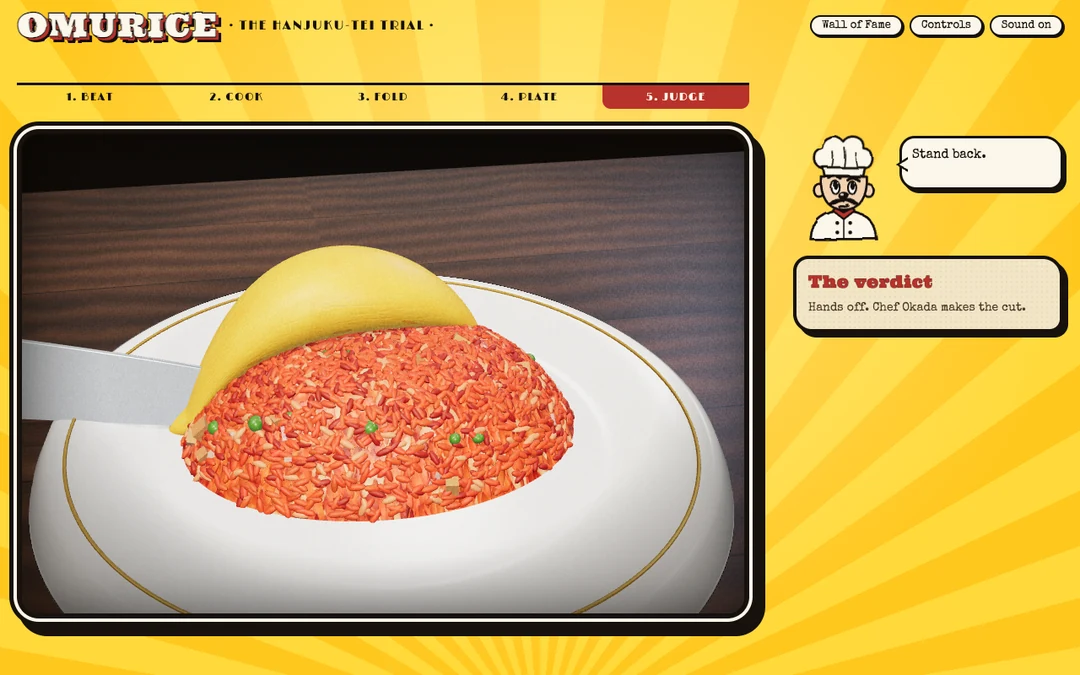 OMURICE
· THE HANJUKU-TEI TRIAL ·
Wall of Fame
Controls
Sound on
1. BEAT
2. COOK
3. FOLD
4. PLATE
5. JUDGE
Stand back.
The verdict
Hands off. Chef Okada makes the cut.